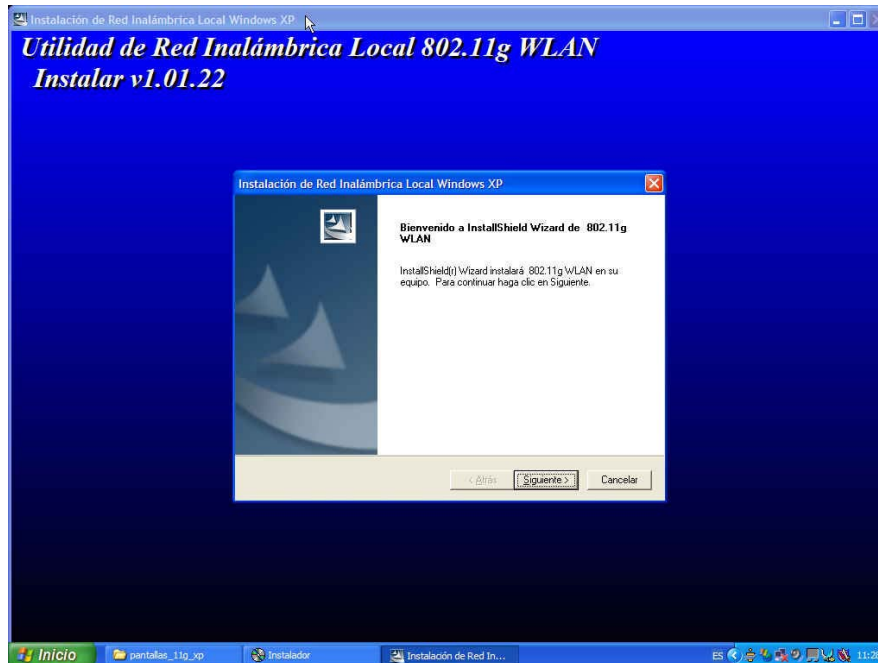 Instalación de Red Inalámbrica Local Windows XP
Utilidad de Red Inalámbrica Local 802.11g WLAN
Instalar v1.01.22
Instalación de Red Inalámbrica Local Windows XP
Bienvenido a InstallShield Wizard de 802.11g
WLAN
InstallShield(r) Wizard instalará 802.11g WLAN en su
equipo. Para continuar haga clic en Siguiente.
< Atrás Siguiente > Cancelar
Inicio pantallas_11g_xp Instalador Instalación de Red In... ES